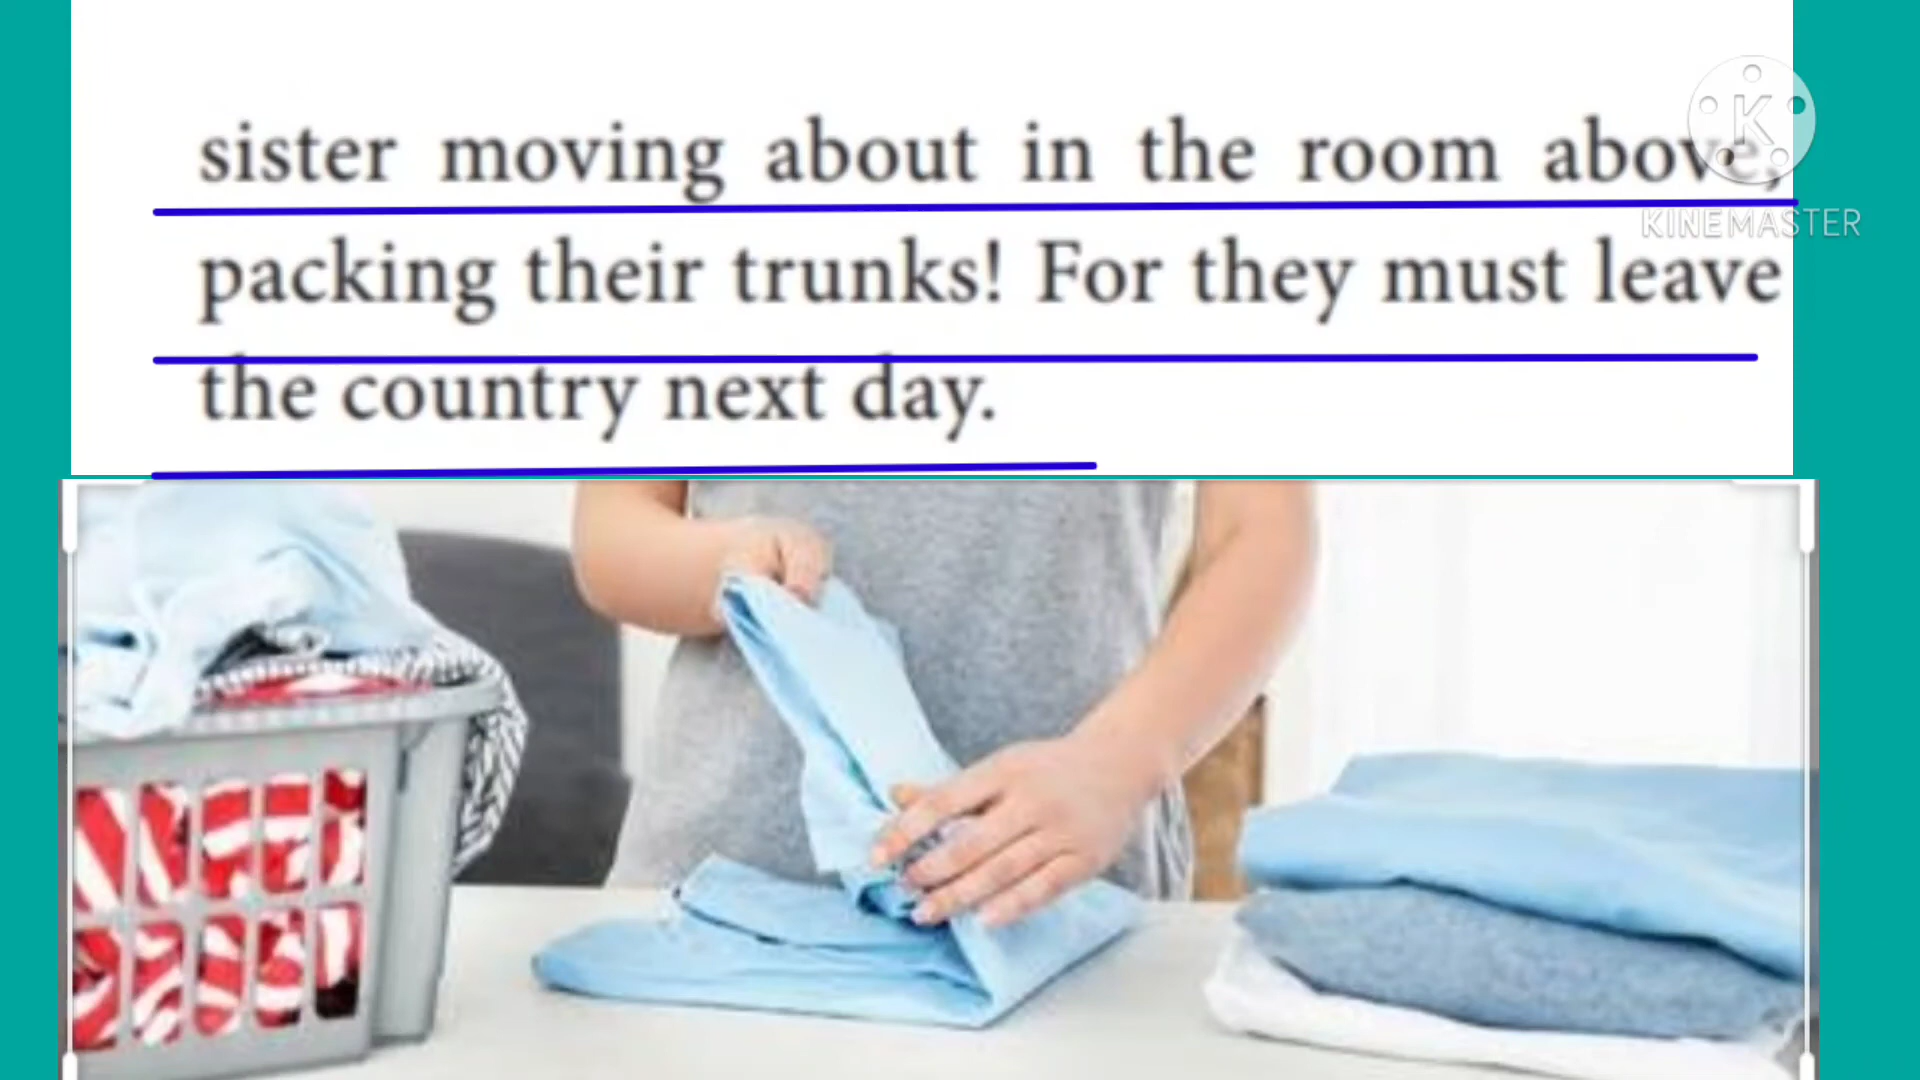 sister moving about in the room above,
packing their trunks! For they must leave
the country next day.
K
KINEMASTER